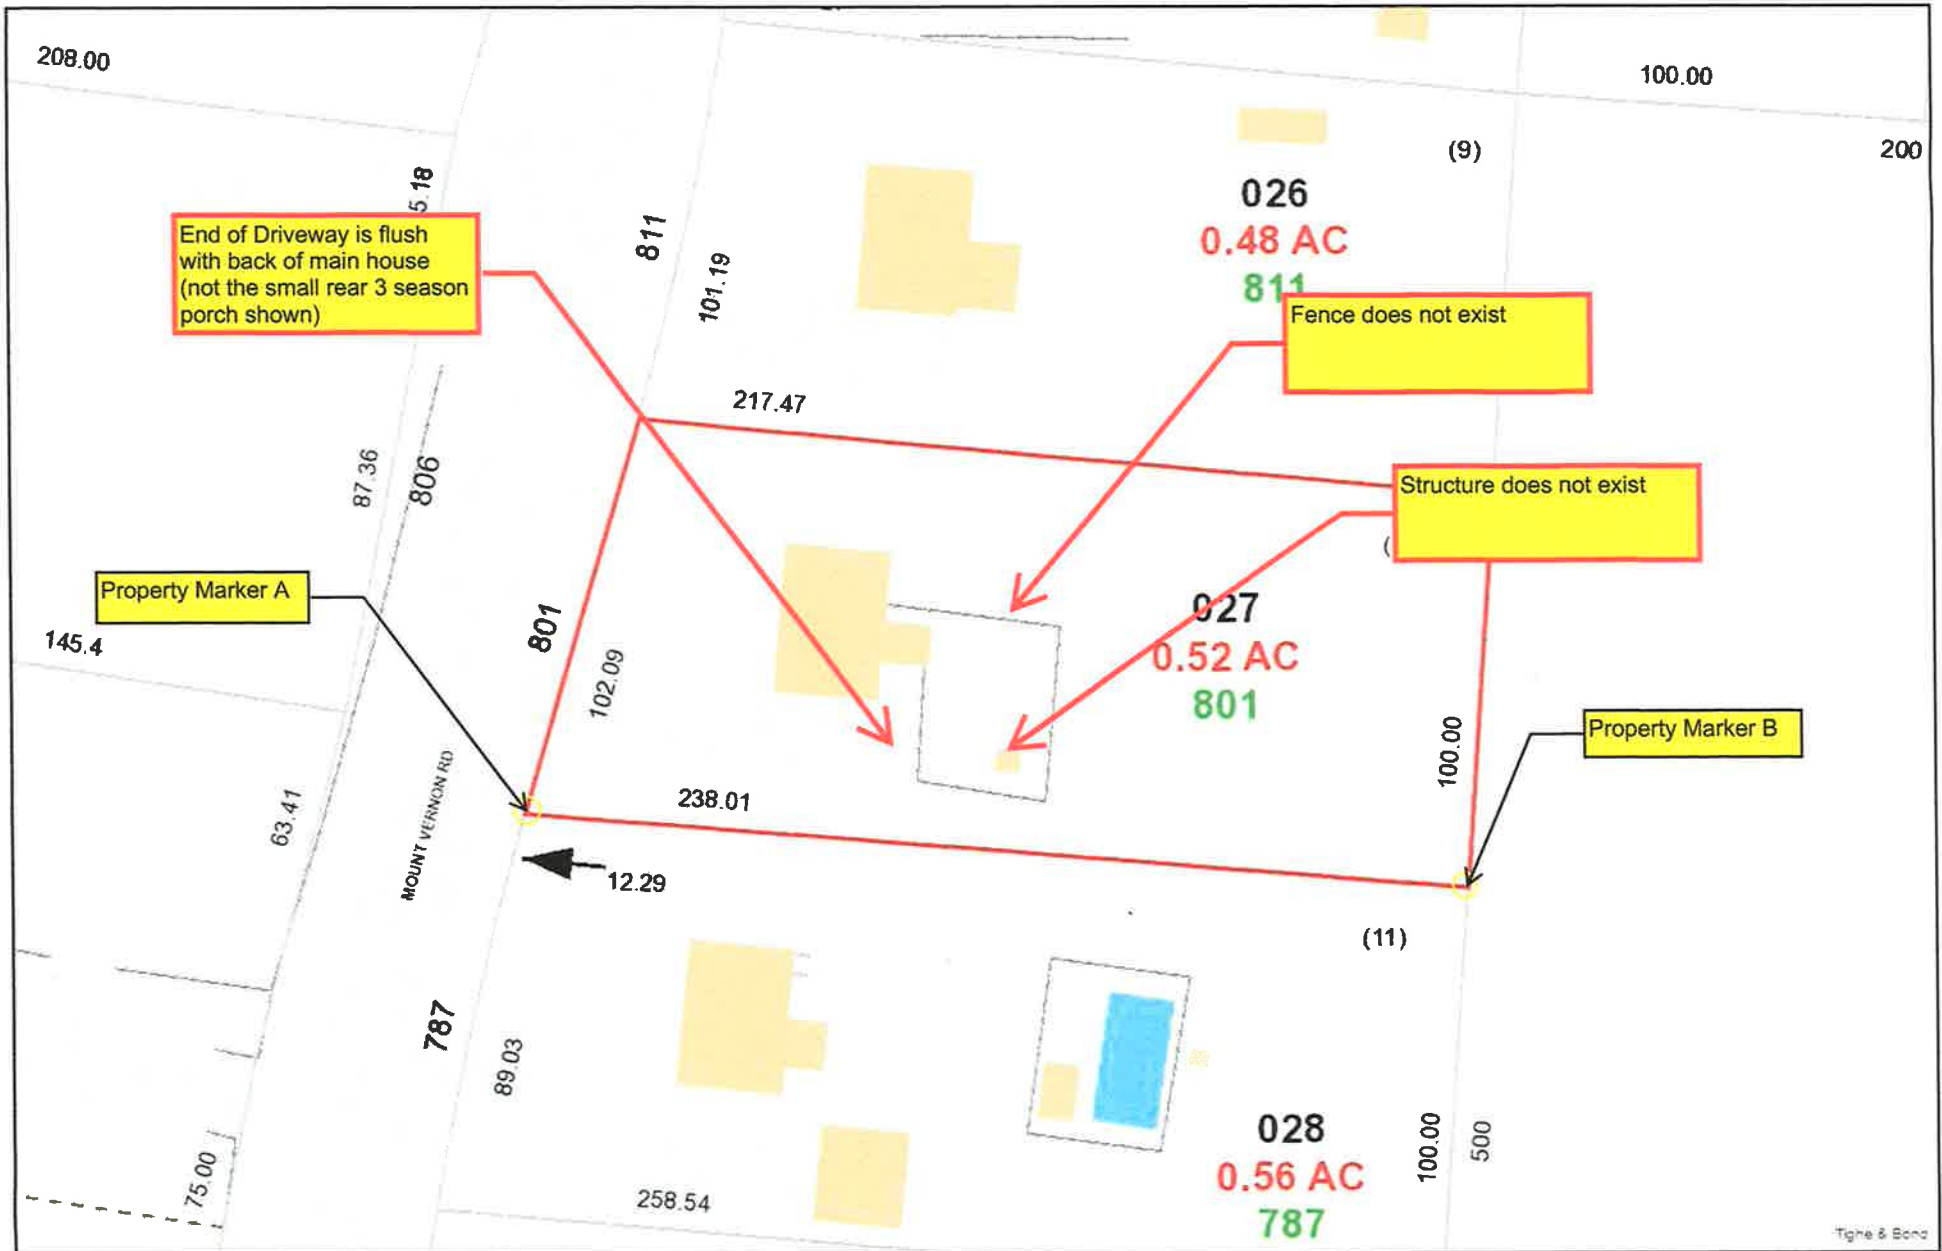 208.00
100.00
200
(9)
5.18
026
0.48 AC
811
811
101.19
End of Driveway is flush
with back of main house
(not the small rear 3 season
porch shown)
Fence does not exist
217.47
87.36
806
Structure does not exist
(
Property Marker A
801
102.09
027
0.52 AC
801
145.4
100.00
Property Marker B
63.41
MOUNT VERNON RD
238.01
12.29
(11)
787
89.03
028
0.56 AC
787
100.00
500
75.00
258.54
Tighe & Bond